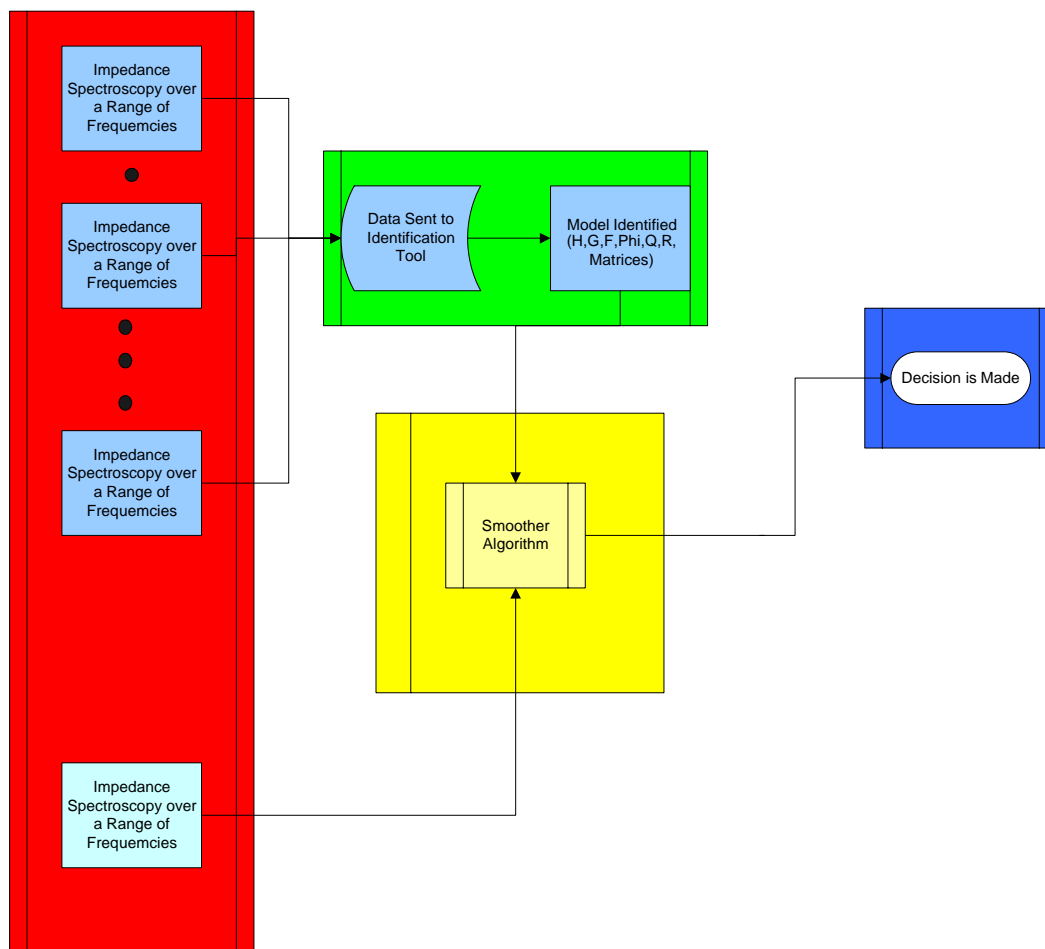 Impedance
Spectroscopy over
a Range of
Frequemcies
Impedance
Spectroscopy over
a Range of
Frequemcies
Data Sent to
Identification
Tool
Model Identified
(H,G,F,Phi,Q,R,
Matrices)
Decision is Made
Impedance
Spectroscopy over
a Range of
Frequemcies
Smoother
Algorithm
Impedance
Spectroscopy over
a Range of
Frequemcies